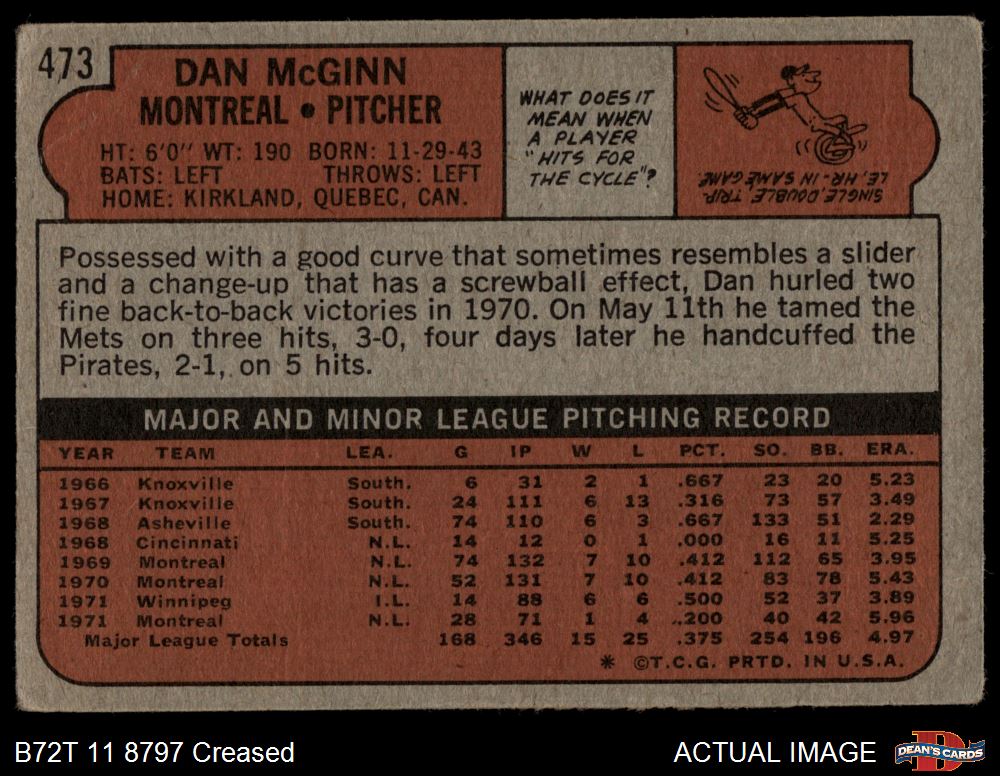 473
DAN McGINN
MONTREAL • PITCHER
HT: 6'0" WT: 190 BORN: 11-29-43
BATS: LEFT THROWS: LEFT
HOME: KIRKLAND, QUEBEC, CAN.
WHAT DOES IT
MEAN WHEN
A PLAYER
"HITS FOR
THE CYCLE"?
SINGLE, DOUBLE, TRIP-
LE, HR- IN SAME GAME.
Possessed with a good curve that sometimes resembles a slider
and a change-up that has a screwball effect, Dan hurled two
fine back-to-back victories in 1970. On May 11th he tamed the
Mets on three hits, 3-0, four days later he handcuffed the
Pirates, 2-1, on 5 hits.
MAJOR AND MINOR LEAGUE PITCHING RECORD
YEAR TEAM LEA. G IP W L PCT. SO. BB. ERA.
1966 Knoxville South. 6 31 2 1 .667 23 20 5.23
1967 Knoxville South. 24 111 6 13 .316 73 57 3.49
1968 Asheville South. 74 110 6 3 .667 133 51 2.29
1968 Cincinnati N.L. 14 12 0 1 .000 16 11 5.25
1969 Montreal N.L. 74 132 7 10 .412 112 65 3.95
1970 Montreal N.L. 52 131 7 10 .412 83 78 5.43
1971 Winnipeg I.L. 14 88 6 6 .500 52 37 3.89
1971 Montreal N.L. 28 71 1 4 .200 40 42 5.96
Major League Totals 168 346 15 25 .375 254 196 4.97
* ©T.C.G. PRTD. IN U.S.A.
B72T 11 8797 Creased
ACTUAL IMAGE
D
DEAN'S CARDS